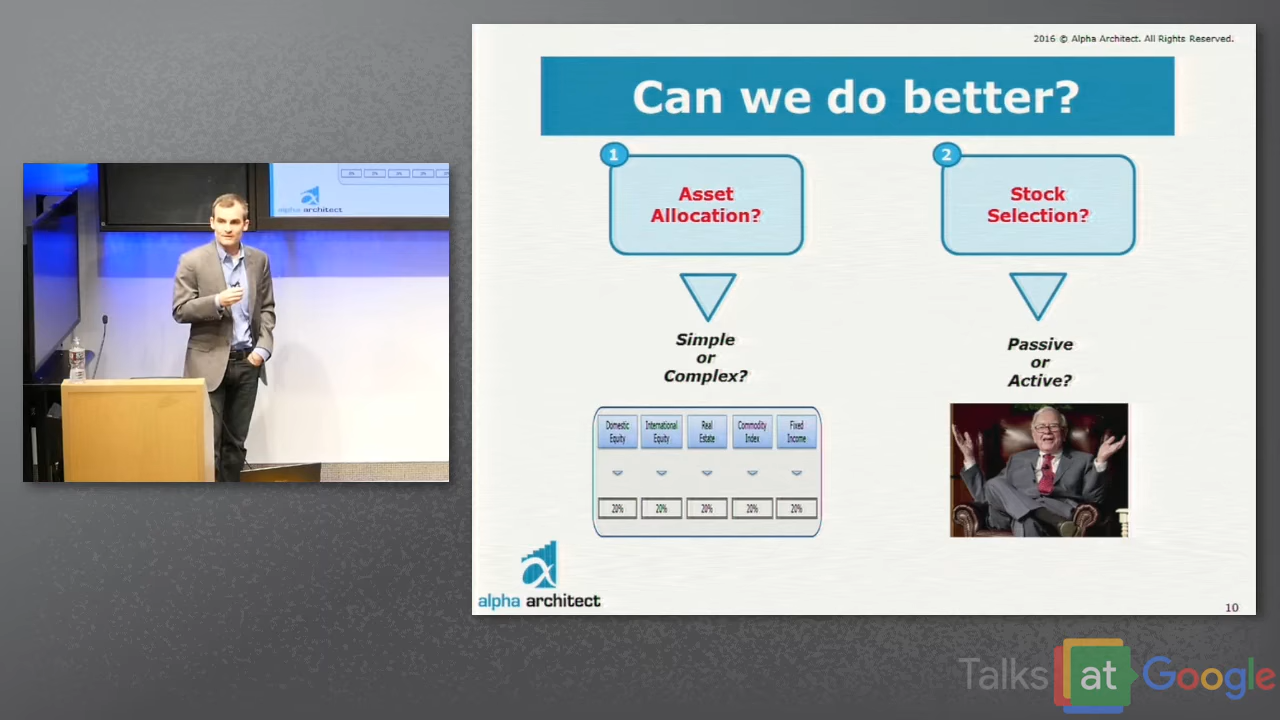 2016 © Alpha Architect. All Rights Reserved.
Can we do better?
1
Asset
Allocation?
2
Stock
Selection?
Simple
or
Complex?
Passive
or
Active?
Domestic
Equity
International
Equity
Real
Estate
Commodity
Index
Fixed
Income
20%
20%
20%
20%
20%
alpha architect
10
alpha architect
Talks at Google